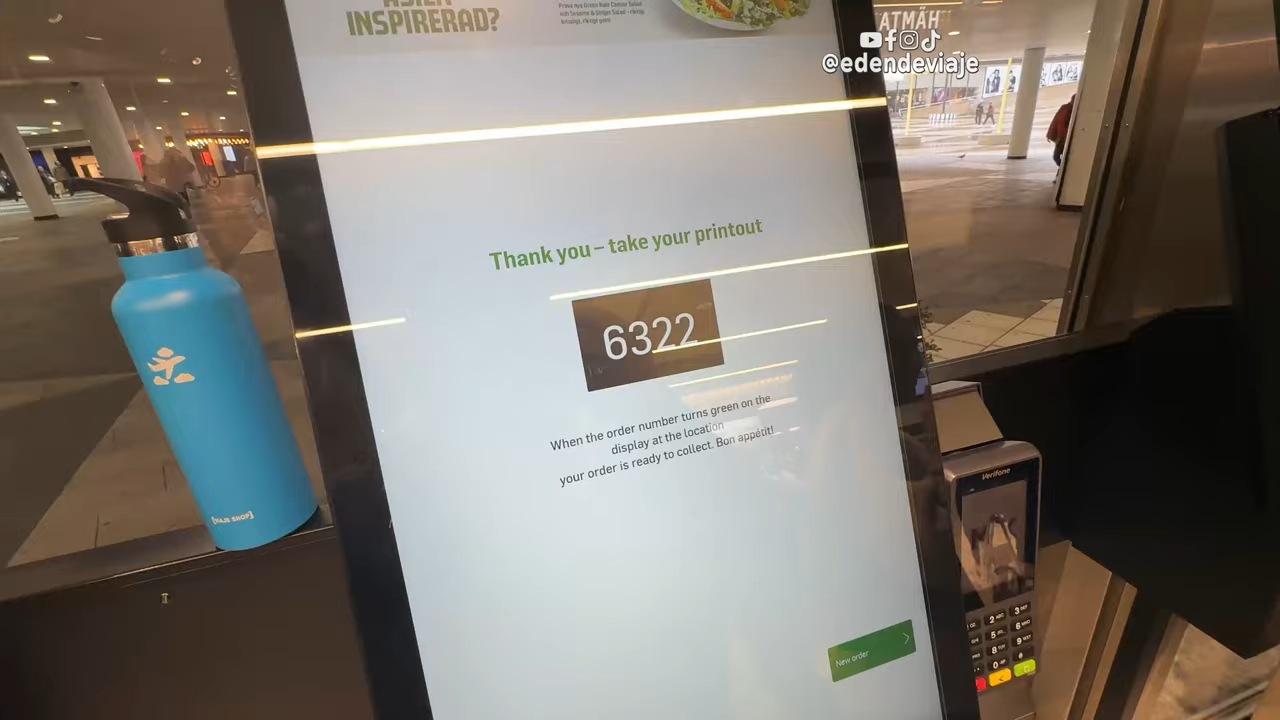 INSPIRERAD?
ATMÄH
@edendeviaje
Thank you – take your printout
6322
When the order number turns green on the
display at the location
your order is ready to collect. Bon appétit!
New order
Verifone